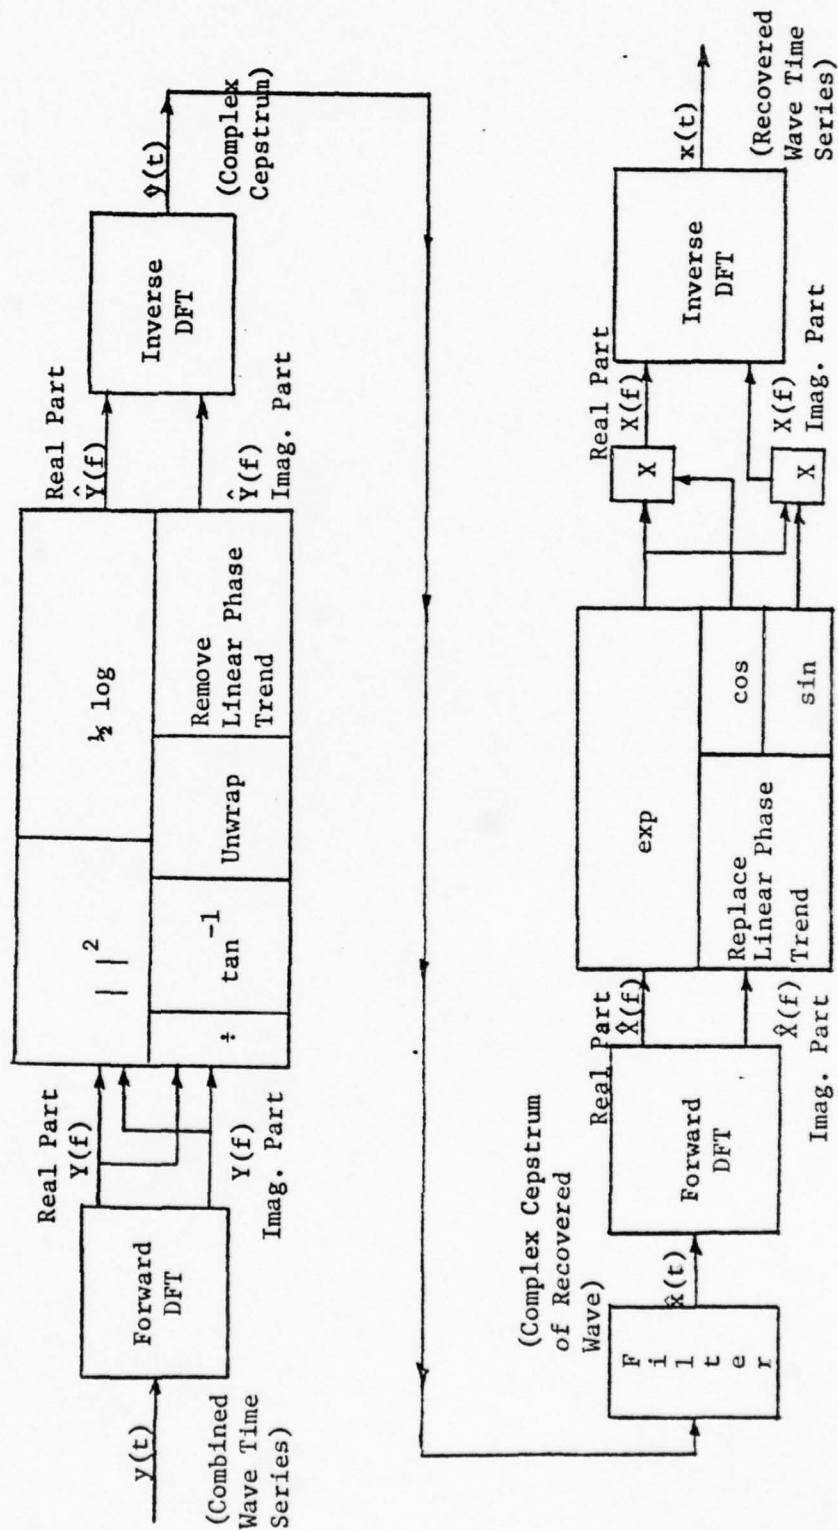 y(t)
(Combined
Wave Time
Series)
Forward
DFT
Real Part
Y(f)
Y(f)
Imag. Part
| |²
½ log
÷
tan⁻¹
Unwrap
Remove
Linear Phase
Trend
Real Part
Ŷ(f)
Ŷ(f)
Imag. Part
Inverse
DFT
ŷ(t)
(Complex
Cepstrum)
(Complex Cepstrum
of Recovered
Wave)
Filter
x̂(t)
Forward
DFT
Real Part
X̂(f)
X̂(f)
Imag. Part
exp
Replace
Linear Phase
Trend
cos
sin
X
X
Real Part
X(f)
X(f)
Imag. Part
Inverse
DFT
x(t)
(Recovered
Wave Time
Series)